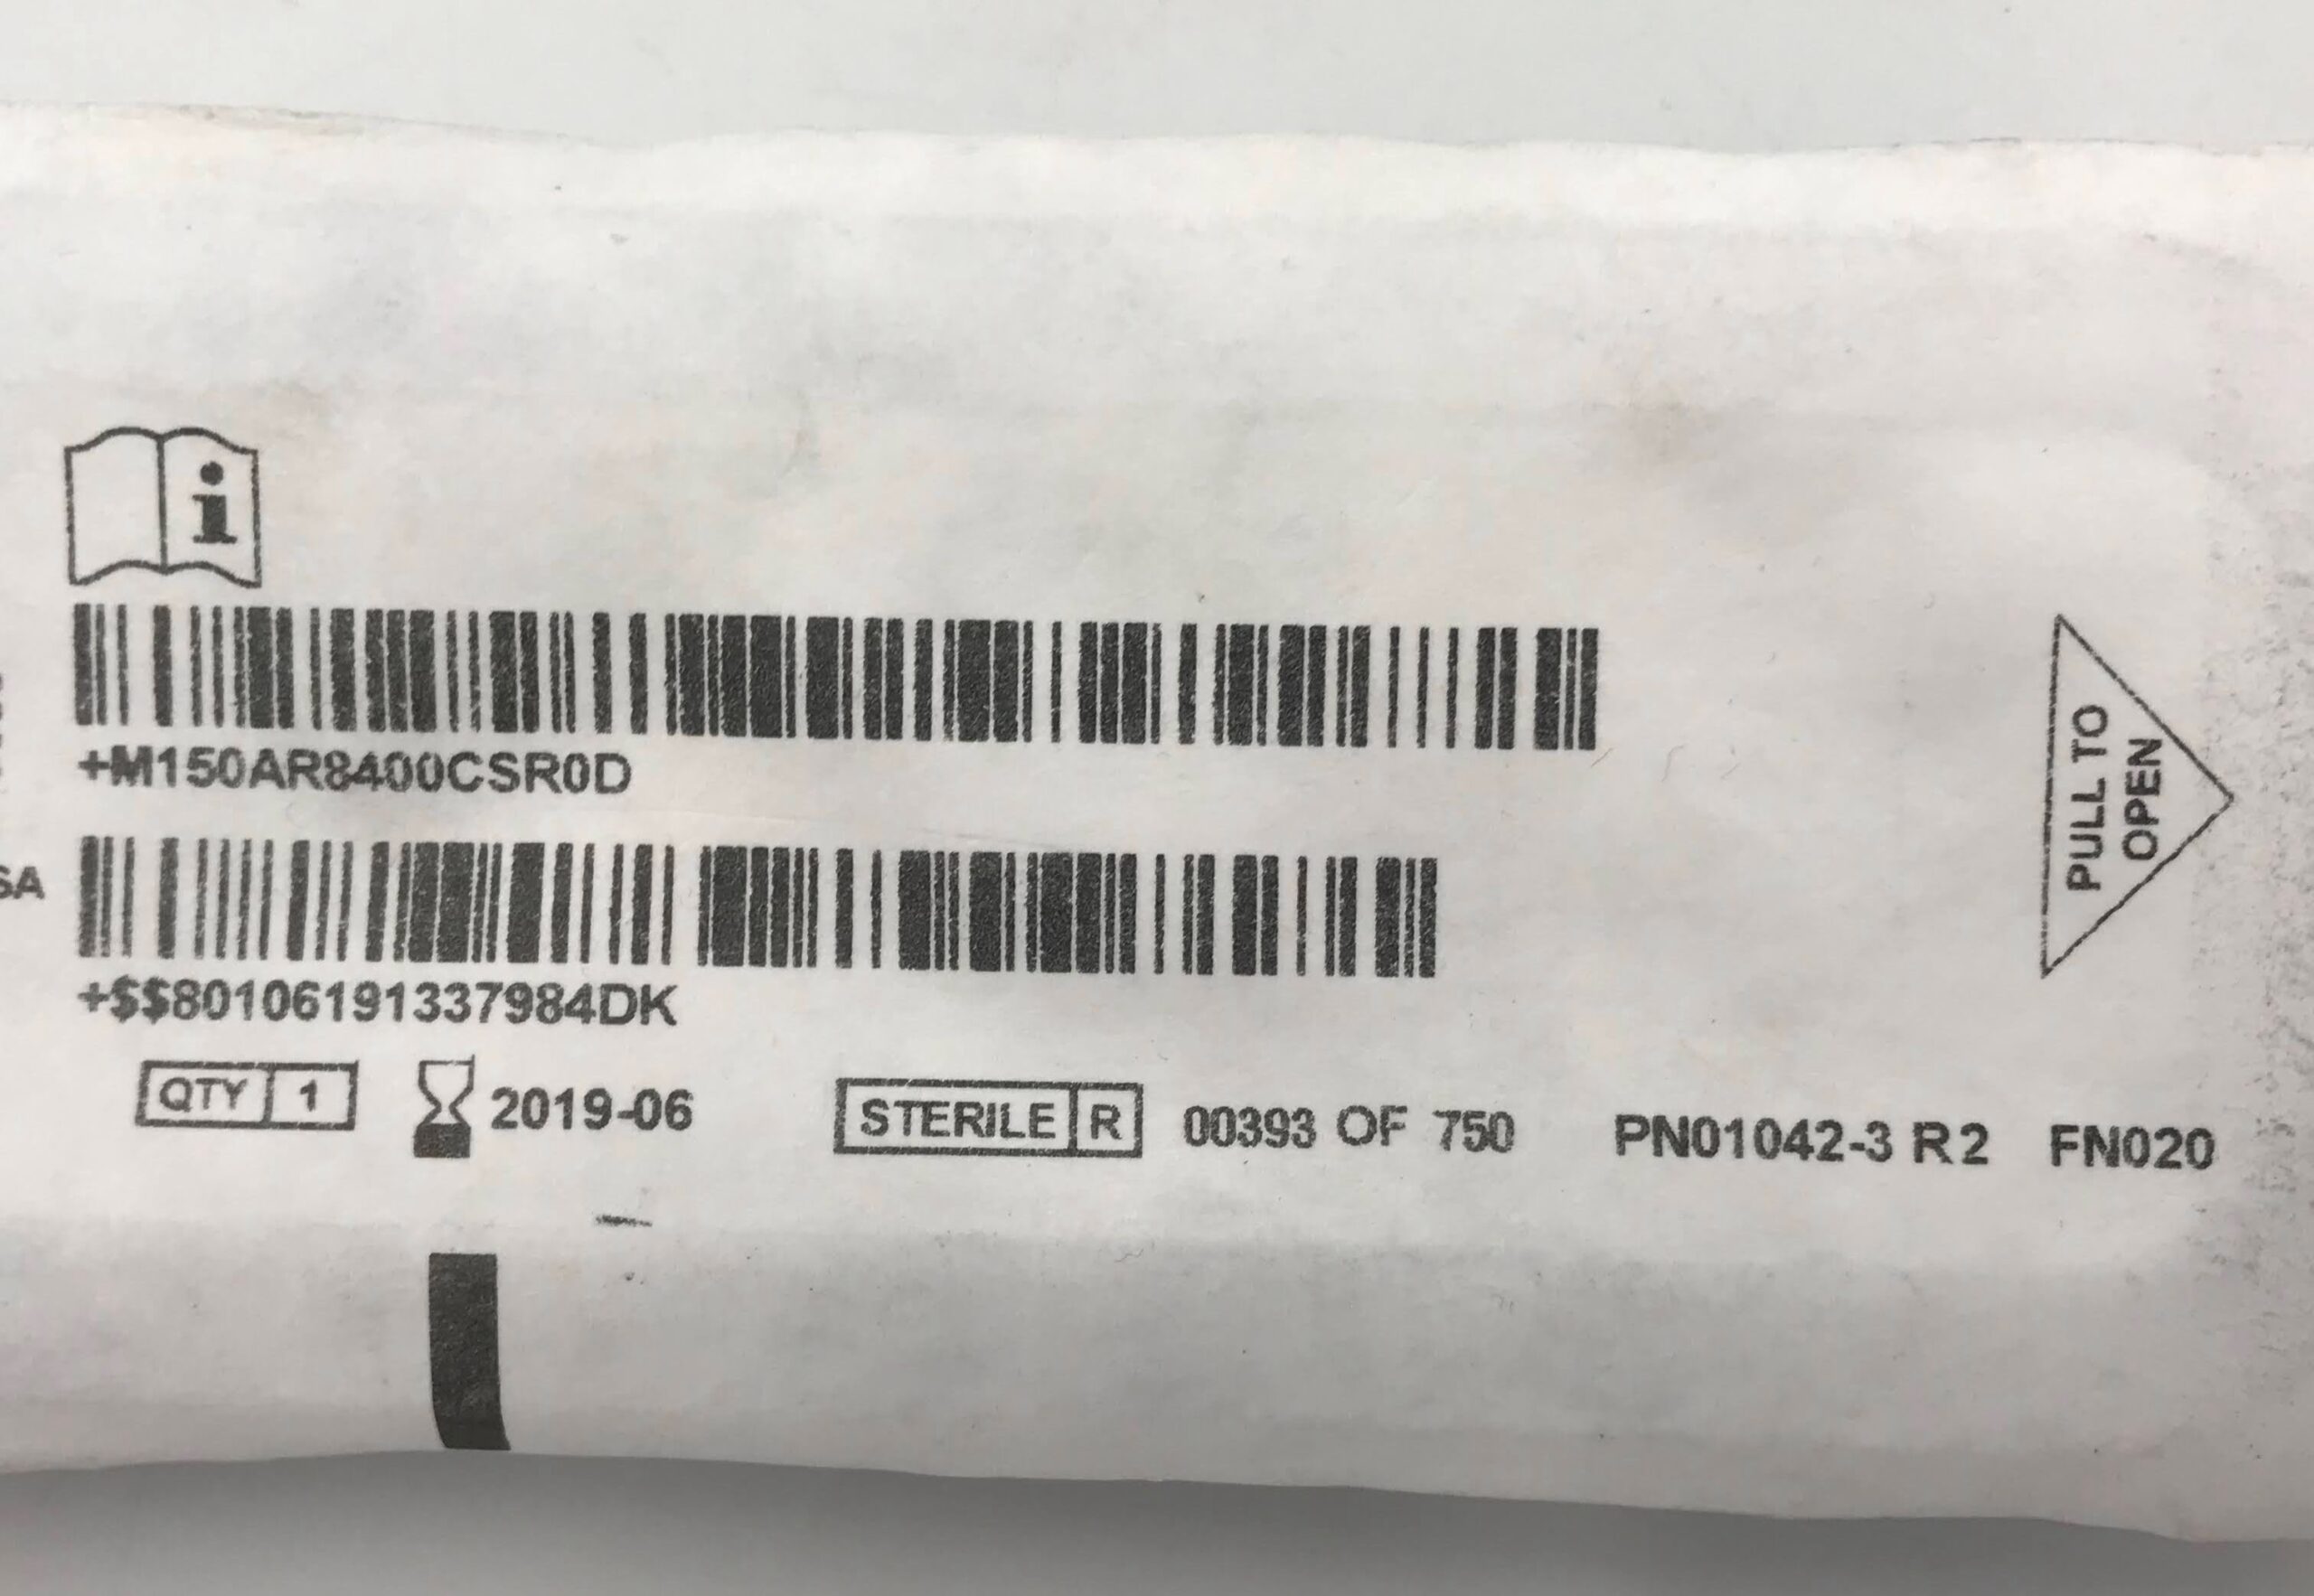 i
+M150AR8400CSR0D
SA
+$$80106191337984DK
QTY 1
2019-06
STERILE R
00393 OF 750
PN01042-3 R2
FN020
PULL TO
OPEN